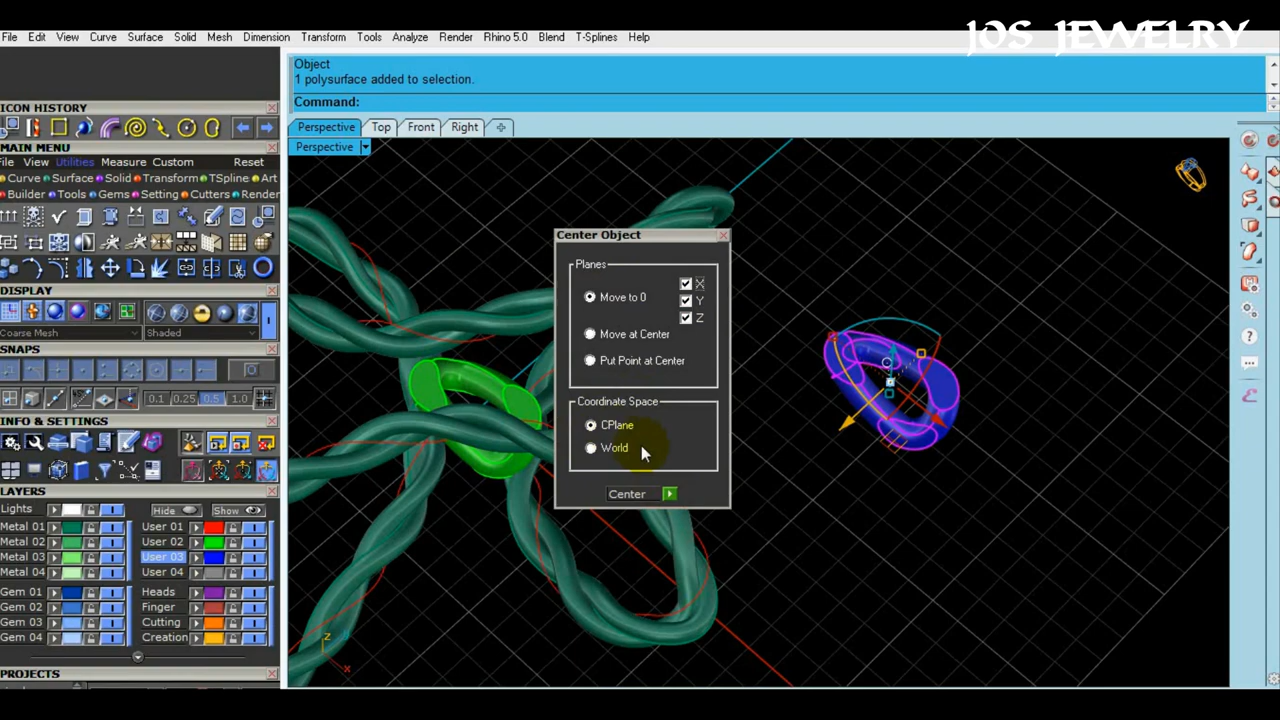 JOS JEWELRY
File Edit View Curve Surface Solid Mesh Dimension Transform Tools Analyze Render Rhino 5.0 Blend T-Splines Help
Object
1 polysurface added to selection.
Command:
ICON HISTORY
Perspective Top Front Right
MAIN MENU
Perspective
File View Utilities Measure Custom Reset
Curve Surface Solid Transform TSpline Art
Builder Tools Gems Setting Cutters Render
DISPLAY
Coarse Mesh Shaded
SNAPS
0.1 0.25 0.5 1.0
INFO & SETTINGS
LAYERS
Lights Hide Show
Metal 01 User 01
Metal 02 User 02
Metal 03 User 03
Metal 04 User 04
Gem 01 Heads
Gem 02 Finger
Gem 03 Cutting
Gem 04 Creation
PROJECTS
Center Object
Planes
Move to 0
X
Y
Z
Move at Center
Put Point at Center
Coordinate Space
CPlane
World
Center
z
x